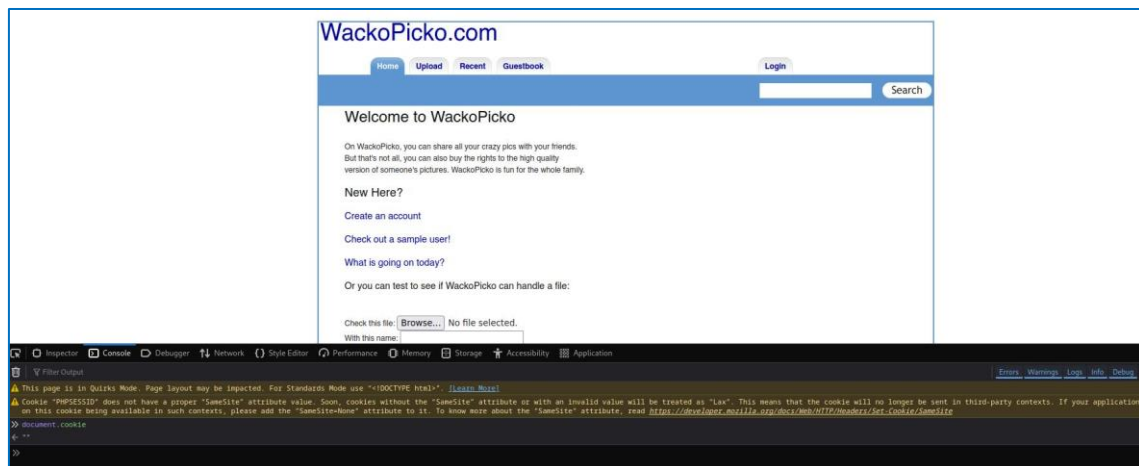 WackoPicko.com
Home Upload Recent Guestbook Login
Search
Welcome to WackoPicko
On WackoPicko, you can share all your crazy pics with your friends.
But that's not all, you can also buy the rights to the high quality
version of someone's pictures. WackoPicko is fun for the whole family.
New Here?
Create an account
Check out a sample user!
What is going on today?
Or you can test to see if WackoPicko can handle a file:
Check this file: Browse... No file selected.
With this name:
Inspector Console Debugger Network {} Style Editor Performance Memory Storage Accessibility Application
Filter Output Errors Warnings Logs Info Debug
This page is in Quirks Mode. Page layout may be impacted. For Standards Mode use "<!DOCTYPE html>". [Learn More]
Cookie "PHPSESSID" does not have a proper "SameSite" attribute value. Soon, cookies without the "SameSite" attribute or with an invalid value will be treated as "Lax". This means that the cookie will no longer be sent in third-party contexts. If your application
on this cookie being available in such contexts, please add the "SameSite=None" attribute to it. To know more about the "SameSite" attribute, read https://developer.mozilla.org/docs/Web/HTTP/Headers/Set-Cookie/SameSite
» document.cookie
← ""
»